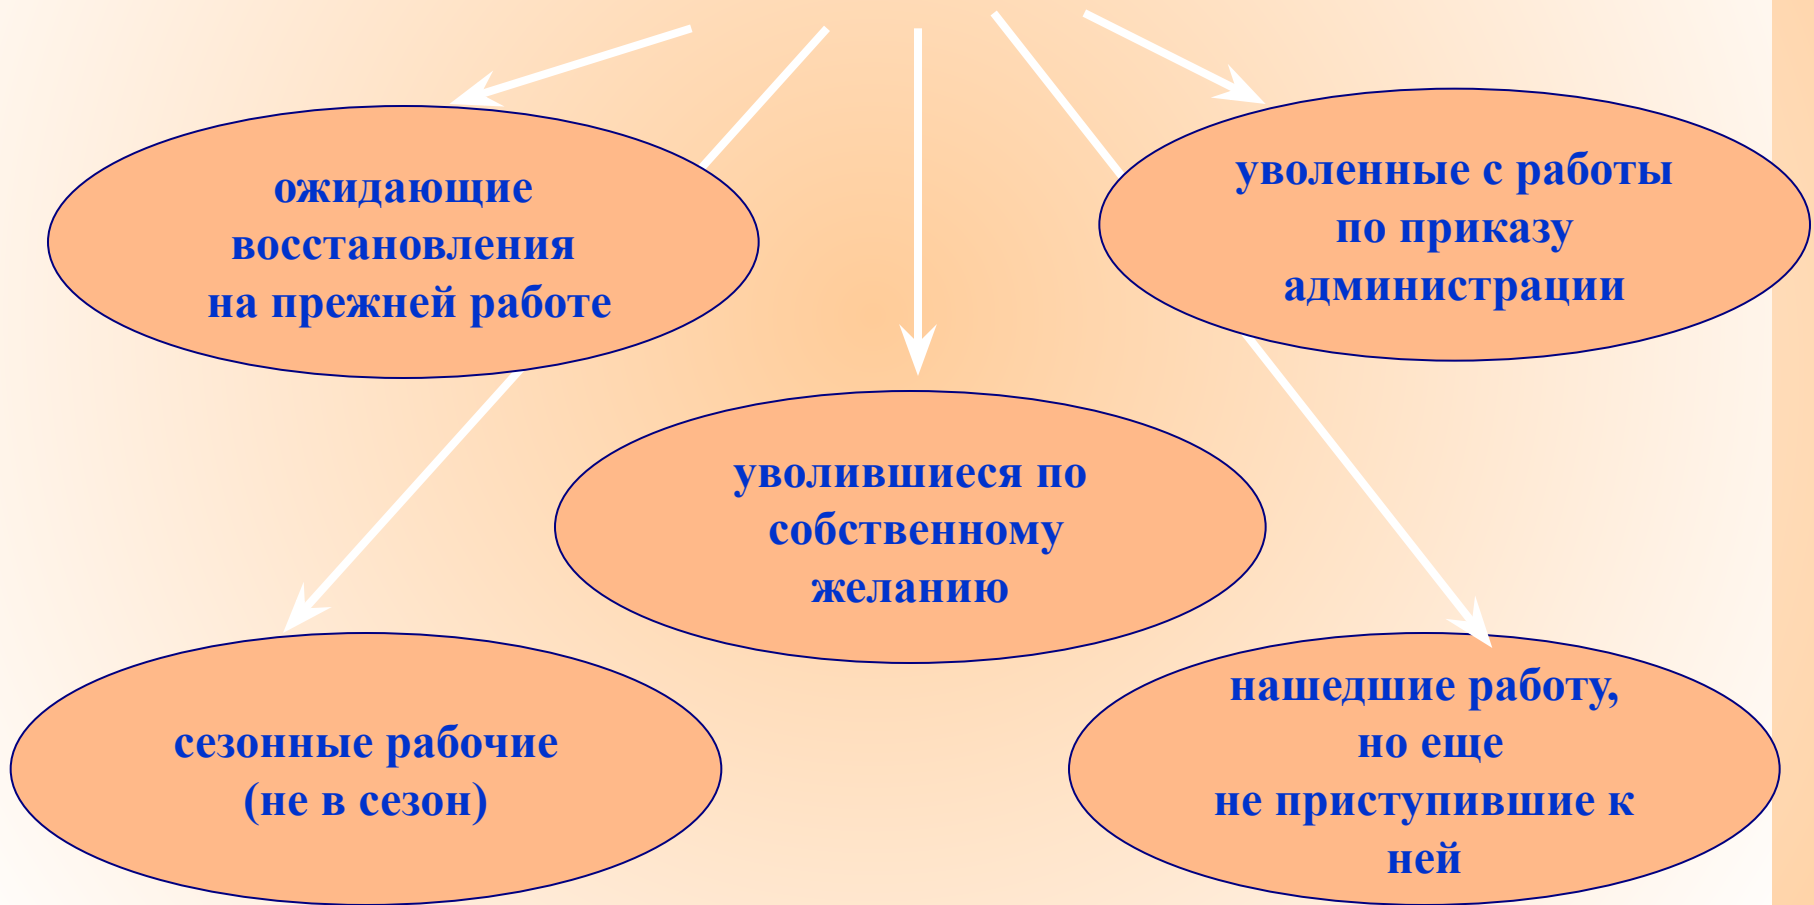 ожидающие
восстановления
на прежней работе
уволенные с работы
по приказу
администрации
уволившиеся по
собственному
желанию
сезонные рабочие
(не в сезон)
нашедшие работу,
но еще
не приступившие к
ней